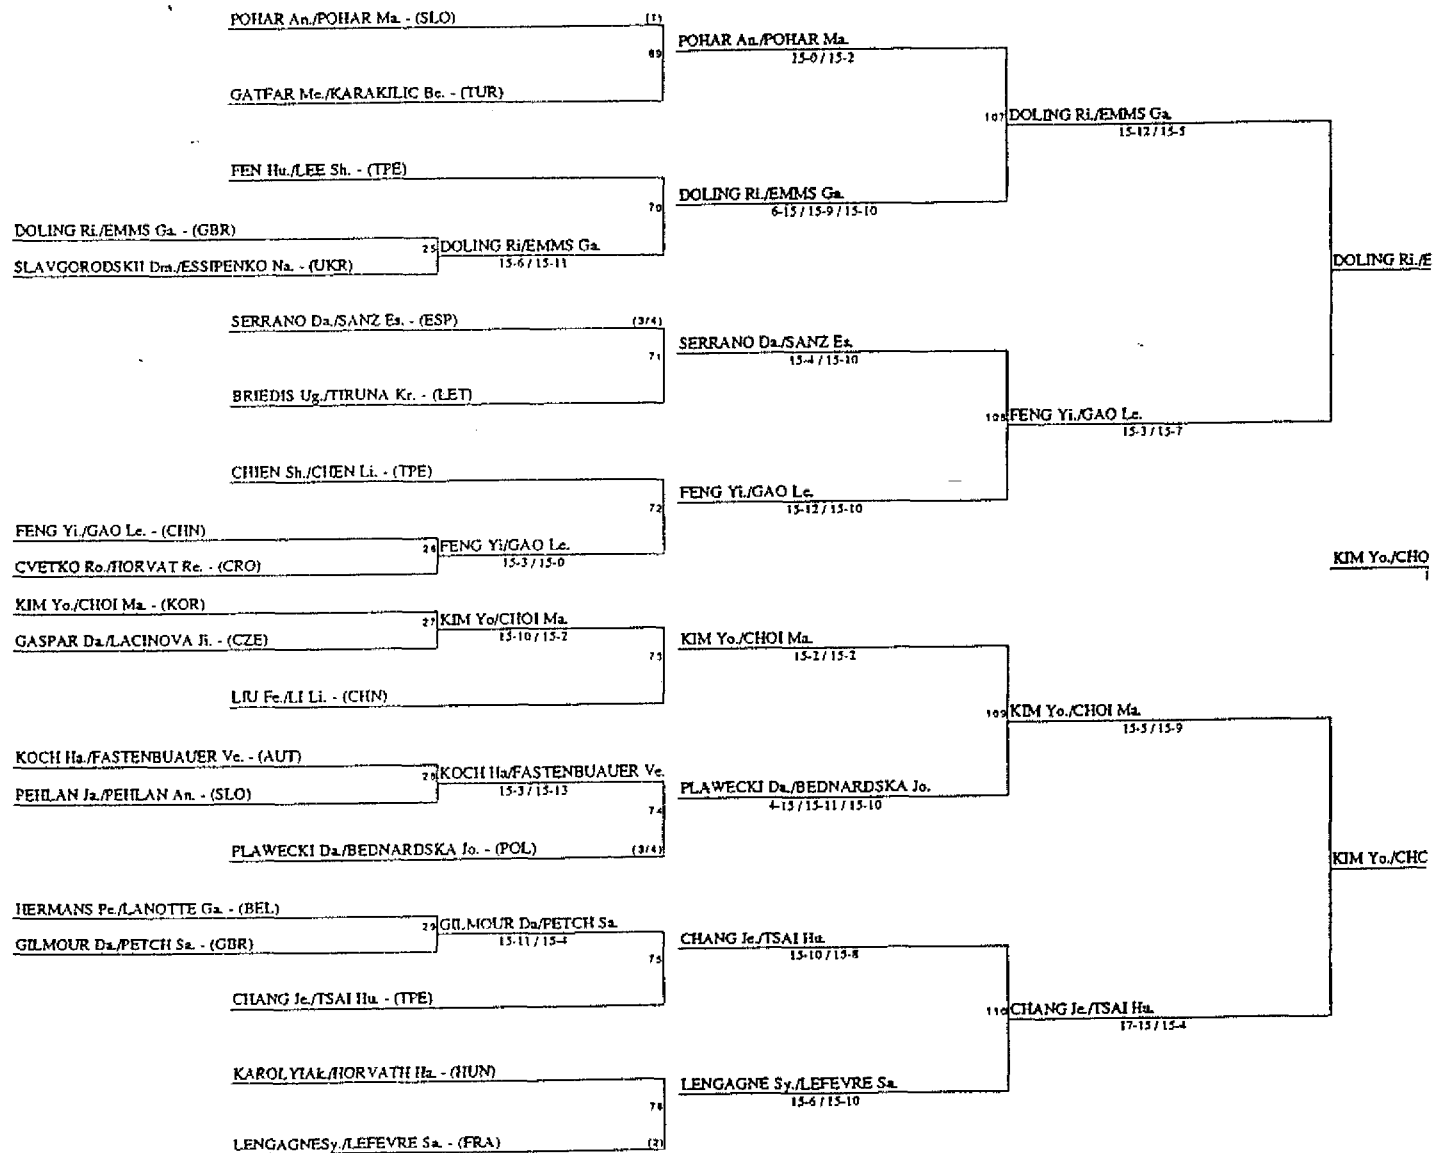 POHAR An./POHAR Ma. - (SLO) (1)
69 POHAR An./POHAR Ma.
15-0 / 15-2
GATFAR Me./KARAKILIC Be. - (TUR)
107 DOLING Ri./EMMS Ga.
15-12 / 15-5
FEN Hu./LEE Sh. - (TPE)
70 DOLING Ri./EMMS Ga.
6-15 / 15-9 / 15-10
DOLING Ri./EMMS Ga. - (GBR)
25 DOLING Ri/EMMS Ga.
15-6 / 15-11
SLAVGORODSKII Dm./ESSIPENKO Na. - (UKR)
DOLING Ri./E
SERRANO Da./SANZ Es. - (ESP) (3/4)
71 SERRANO Da./SANZ Es.
15-4 / 15-10
BRIEDIS Ug./TIRUNA Kr. - (LET)
108 FENG Yi./GAO Le.
15-3 / 15-7
CHIEN Sh./CHEN Li. - (TPE)
72 FENG Yi./GAO Le.
15-12 / 15-10
FENG Yi./GAO Le. - (CHN)
26 FENG Yi/GAO Le.
15-3 / 15-0
CVETKO Ro./HORVAT Re. - (CRO)
KIM Yo./CHO
1
KIM Yo./CHOI Ma. - (KOR)
27 KIM Yo/CHOI Ma.
15-10 / 15-2
GASPAR Da./LACINOVA Ji. - (CZE)
73 KIM Yo./CHOI Ma.
15-2 / 15-2
LIU Fe./LI Li. - (CHN)
109 KIM Yo./CHOI Ma.
15-5 / 15-9
KOCH Ha./FASTENBUAUER Ve. - (AUT)
28 KOCH Ha/FASTENBUAUER Ve.
15-3 / 15-13
PEHLAN Ja./PEHLAN An. - (SLO)
74 PLAWECKI Da./BEDNARDSKA Jo.
4-15 / 15-11 / 15-10
PLAWECKI Da./BEDNARDSKA Jo. - (POL) (3/4)
KIM Yo./CHC
HERMANS Pe./LANOTTE Ga. - (BEL)
29 GILMOUR Da/PETCH Sa.
15-11 / 15-4
GILMOUR Da./PETCH Sa. - (GBR)
75 CHANG Je./TSAI Hu.
15-10 / 15-8
CHANG Je./TSAI Hu. - (TPE)
110 CHANG Je./TSAI Hu.
17-15 / 15-4
KAROLYIAk./HORVATH Ha. - (HUN)
76 LENGAGNE Sy./LEFEVRE Sa.
15-6 / 15-10
LENGAGNESy./LEFEVRE Sa. - (FRA) (2)